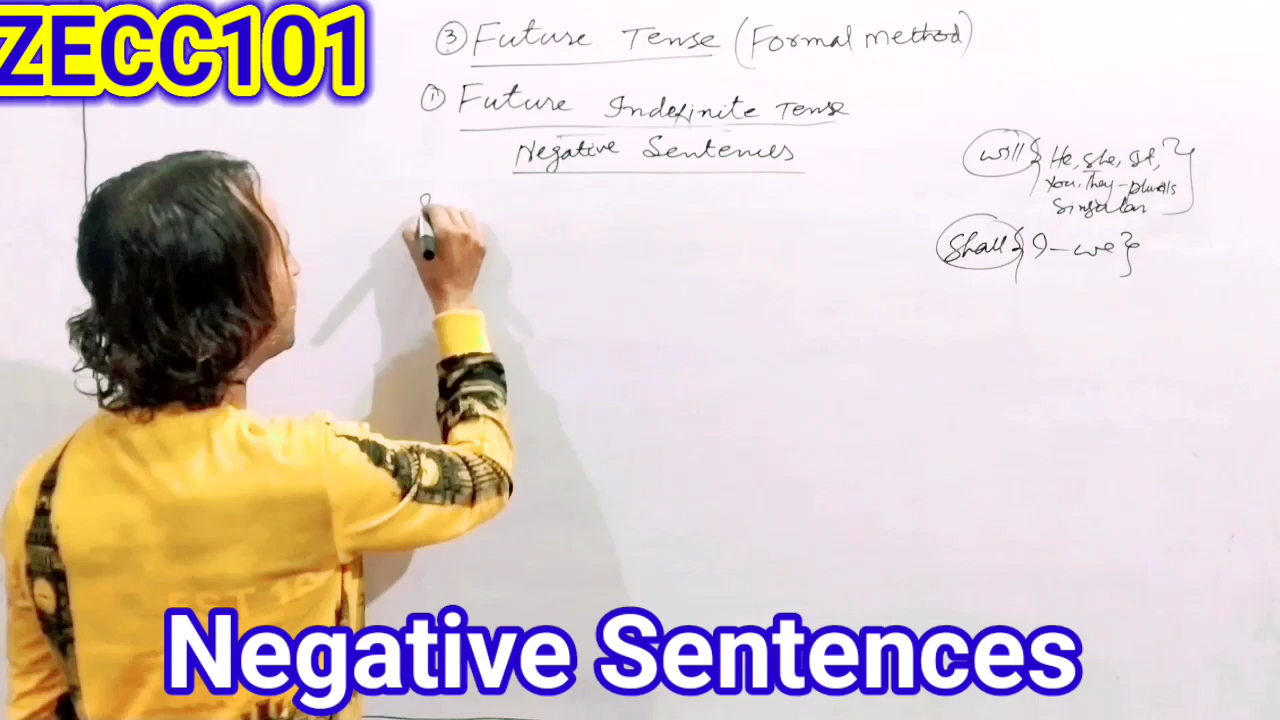 ZECC101
③ Future Tense (Formal method)
① Future Indefinite Tense
Negative Sentences
will { He, she, It,
You, They - plurals
Singular }
Shall { I - we }
Negative Sentences